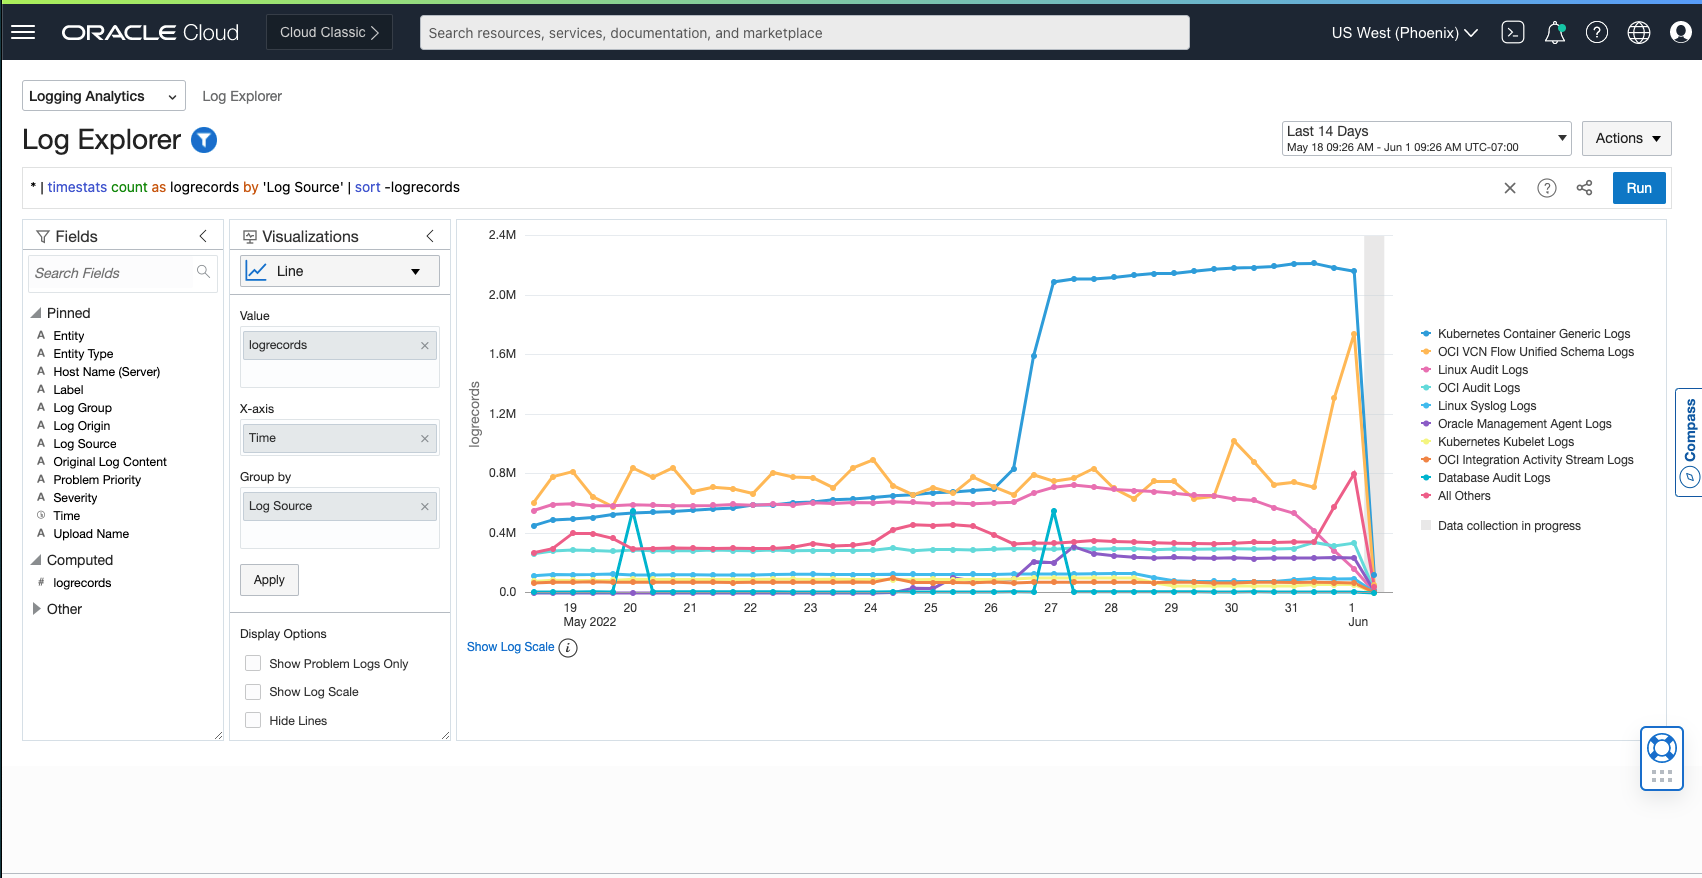 ORACLE Cloud
Cloud Classic
Search resources, services, documentation, and marketplace
US West (Phoenix)
Logging Analytics
Log Explorer
Log Explorer
Last 14 Days
May 18 09:26 AM - Jun 1 09:26 AM UTC-07:00
Actions
* | timestats count as logrecords by 'Log Source' | sort -logrecords
Run
Fields
Search Fields
Pinned
A Entity
A Entity Type
A Host Name (Server)
A Label
A Log Group
A Log Origin
A Log Source
A Original Log Content
A Problem Priority
A Severity
Time
A Upload Name
Computed
# logrecords
Other
Visualizations
Line
Value
logrecords
X-axis
Time
Group by
Log Source
Apply
Display Options
Show Problem Logs Only
Show Log Scale
Hide Lines
logrecords
2.4M
2.0M
1.6M
1.2M
0.8M
0.4M
0.0
19 20 21 22 23 24 25 26 27 28 29 30 31 1
May 2022 Jun
Show Log Scale
Kubernetes Container Generic Logs
OCI VCN Flow Unified Schema Logs
Linux Audit Logs
OCI Audit Logs
Linux Syslog Logs
Oracle Management Agent Logs
Kubernetes Kubelet Logs
OCI Integration Activity Stream Logs
Database Audit Logs
All Others
Data collection in progress
Compass